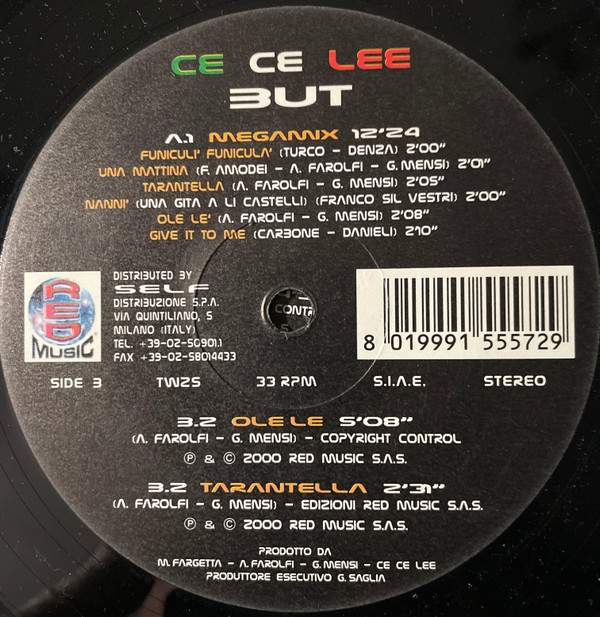 CE CE LEE
BUT
A.1 MEGAMIX 12'24
FUNICULI' FUNICULA' (TURCO - DENZA) 2'00"
UNA MATTINA (F. AMODEI - A. FAROLFI - G. MENSI) 2'01"
TARANTELLA (A. FAROLFI - G. MENSI) 2'05"
NANNI' (UNA GITA A LI CASTELLI) (FRANCO SIL VESTRI) 2'00"
OLE LE' (A. FAROLFI - G. MENSI) 2'08"
GIVE IT TO ME (CARBONE - DANIELI) 2'10"
RED
MUSIC
DISTRIBUTED BY
SELF
DISTRIBUZIONE S.P.A.
VIA QUINTILIANO, 5
MILANO (ITALY)
TEL. +39-02-50901.1
FAX +39-02-58014433
CONTR
8 019991 555729
SIDE B TW25 33 RPM S.I.A.E. STEREO
B.2 OLE LE 5'08"
(A. FAROLFI - G. MENSI) - COPYRIGHT CONTROL
℗ & © 2000 RED MUSIC S.A.S.
B.2 TARANTELLA 2'31"
(A. FAROLFI - G. MENSI) - EDIZIONI RED MUSIC S.A.S.
℗ & © 2000 RED MUSIC S.A.S.
PRODOTTO DA
M. FARGETTA - A. FAROLFI - G. MENSI - CE CE LEE
PRODUTTORE ESECUTIVO G. SAGLIA